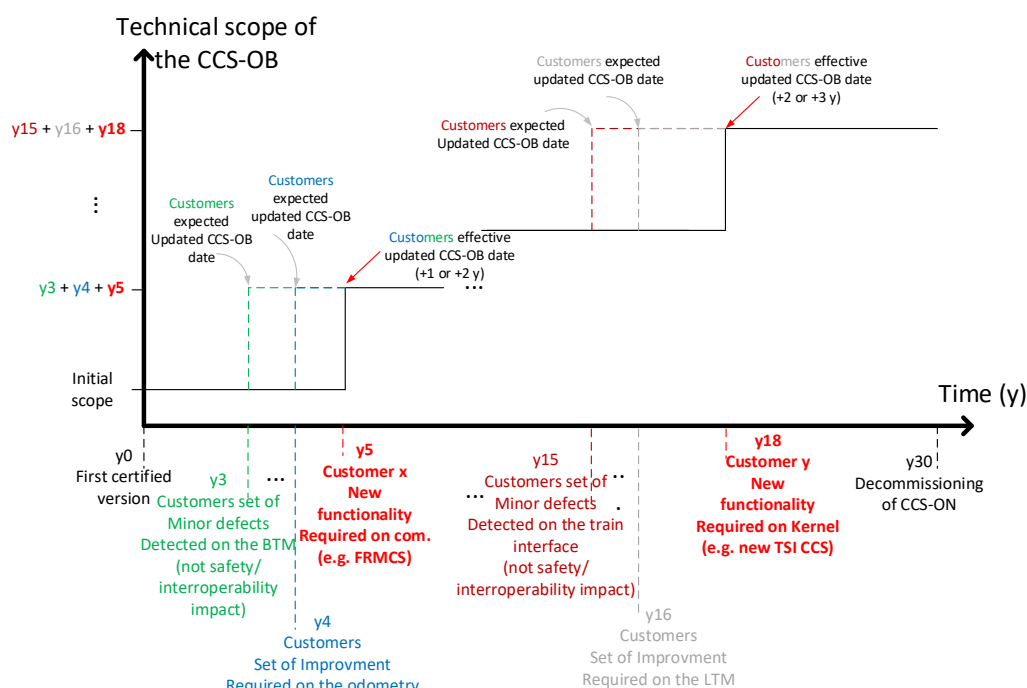 Technical scope of
the CCS-OB
Customers expected
updated CCS-OB date
Customers effective
updated CCS-OB date
(+2 or +3 y)
y15 + y16 + y18
Customers expected
Updated CCS-OB date
⋮
Customers
expected
Updated CCS-OB
date
Customers
expected
updated CCS-OB
date
Customers effective
updated CCS-OB date
(+1 or +2 y)
y3 + y4 + y5
...
Initial
scope
Time (y)
y0
First certified
version
y3
Customers set of
Minor defects
Detected on the BTM
(not safety/
interroperability
impact)
...
y4
Customers
Set of Improvment
Required on the odometry
y5
Customer x
New
functionality
Required on com.
(e.g. FRMCS)
...
y15
Customers set of
Minor defects
Detected on the train
interface
(not safety/
interroperability impact)
...
y16
Customers
Set of Improvment
Required on the LTM
y18
Customer y
New
functionality
Required on Kernel
(e.g. new TSI CCS)
y30
Decommissioning
of CCS-ON